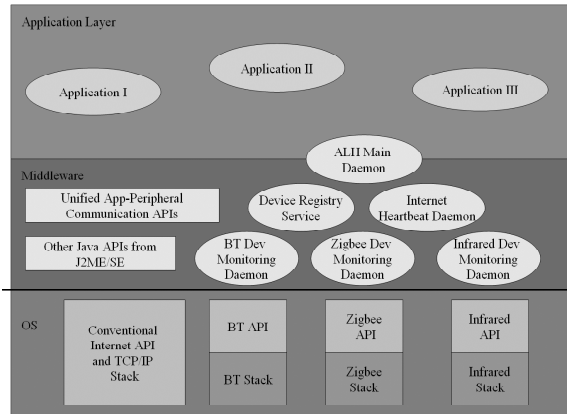 Application Layer
Application I
Application II
Application III
ALH Main
Daemon
Middleware
Unified App-Peripheral
Communication APIs
Device Registry
Service
Internet
Heartbeat Daemon
Other Java APIs from
J2ME/SE
BT Dev
Monitoring
Daemon
Zigbee Dev
Monitoring
Daemon
Infrared Dev
Monitoring
Daemon
OS
Conventional
Internet API
and TCP/IP
Stack
BT API
BT Stack
Zigbee
API
Zigbee
Stack
Infrared
API
Infrared
Stack